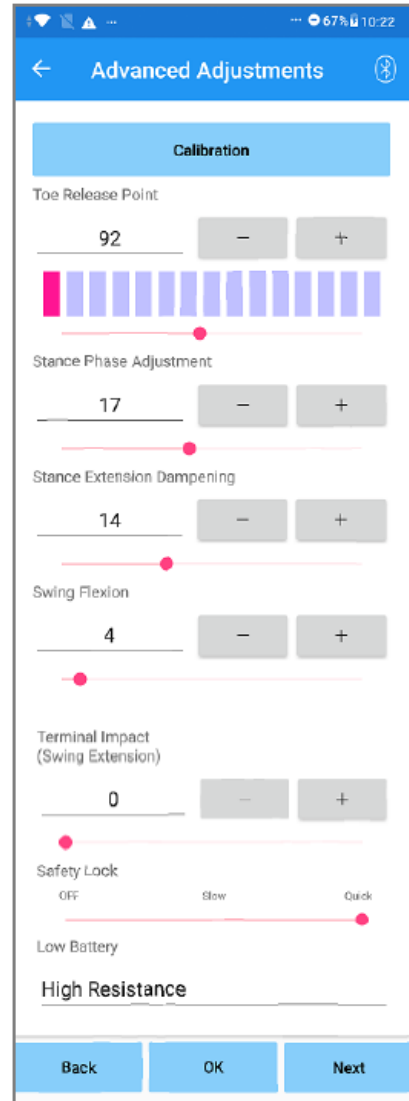 67% 10:22
Advanced Adjustments
Calibration
Toe Release Point
92 − +
Stance Phase Adjustment
17 − +
Stance Extension Dampening
14 − +
Swing Flexion
4 − +
Terminal Impact
(Swing Extension)
0 − +
Safety Lock
OFF Slow Quick
Low Battery
High Resistance
Back OK Next